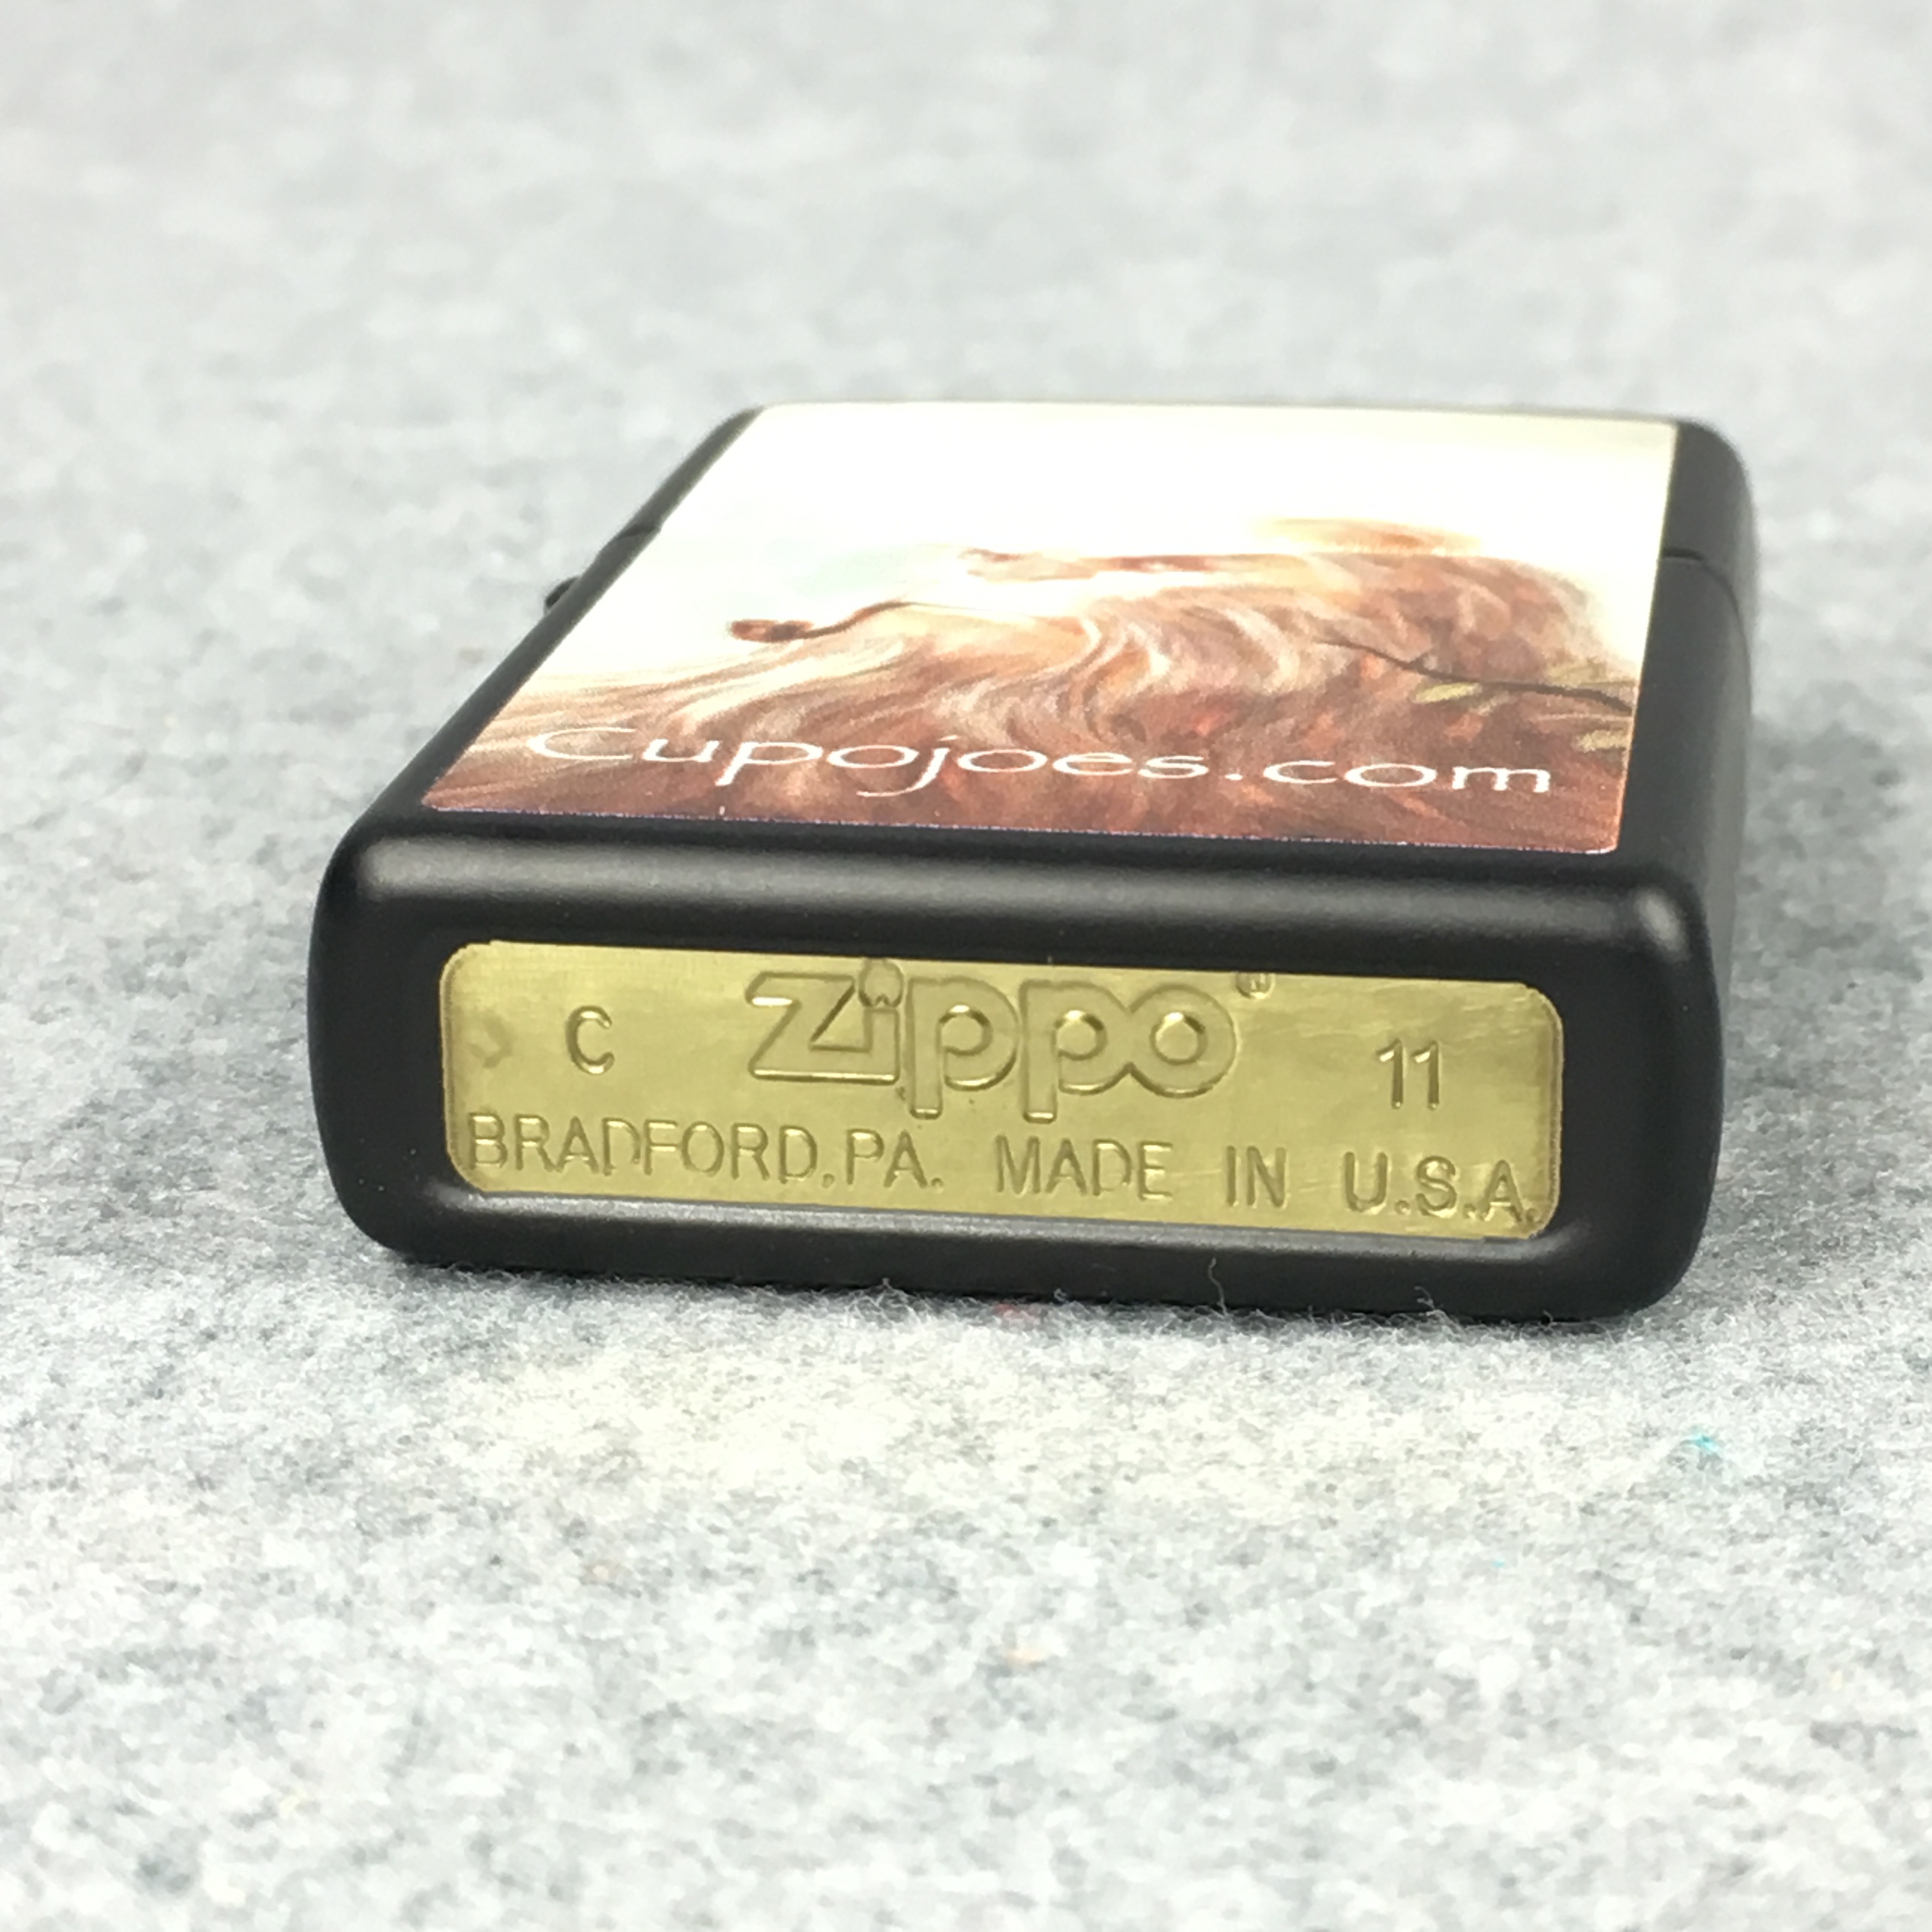 Cupojoes.com
C Zippo® 11
BRADFORD,PA. MADE IN U.S.A.